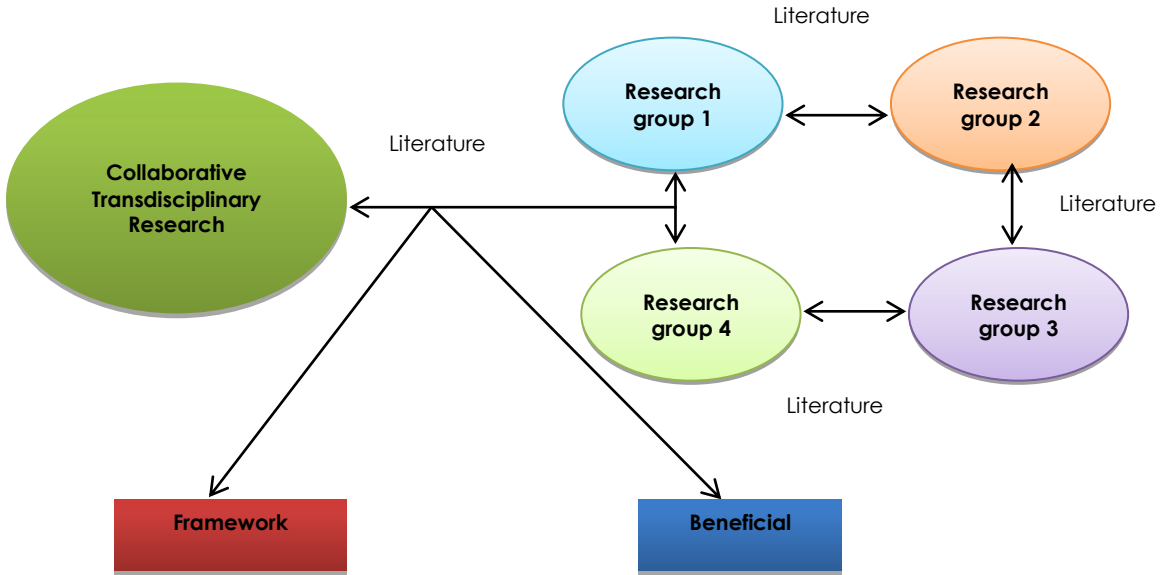 Literature
Research
group 1
Research
group 2
Literature
Collaborative
Transdisciplinary
Research
Literature
Research
group 4
Research
group 3
Literature
Framework
Beneficial